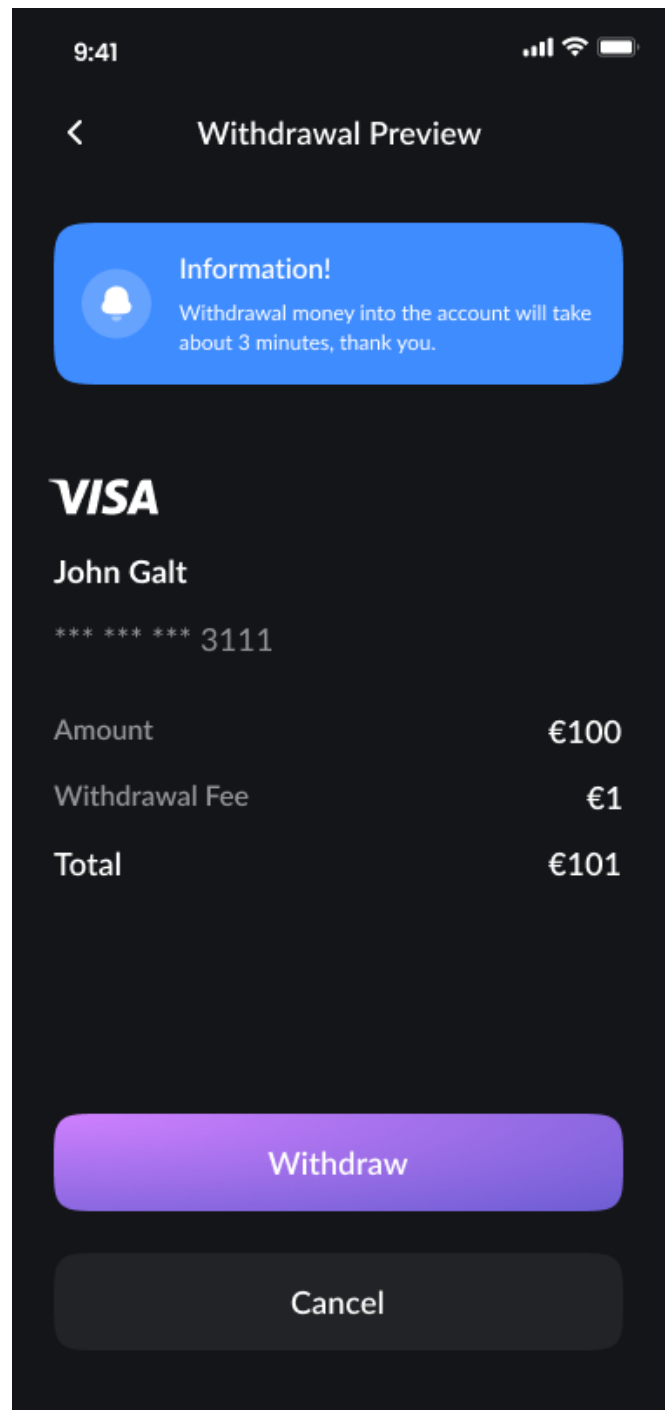 9:41
Withdrawal Preview
Information!
Withdrawal money into the account will take
about 3 minutes, thank you.
VISA
John Galt
*** *** *** 3111
Amount €100
Withdrawal Fee €1
Total €101
Withdraw
Cancel